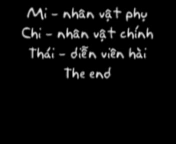 Mi - nhân vật phụ
Chi - nhân vật chính
Thái - diễn viên hài
The end